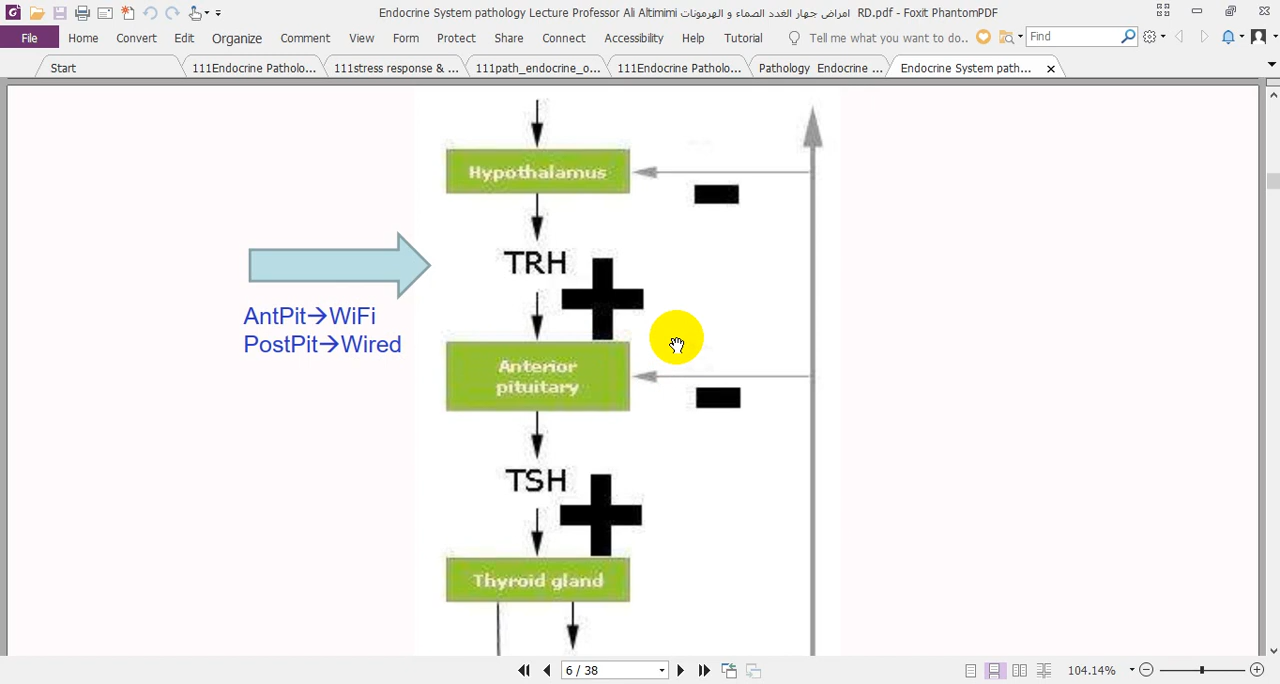 Endocrine System pathology Lecture Professor Ali Altimimi امراض جهار الغدد الصماء و الهرمونات RD.pdf - Foxit PhantomPDF
File Home Convert Edit Organize Comment View Form Protect Share Connect Accessibility Help Tutorial Tell me what you want to do.. Find
Start 111Endocrine Patholo... 111stress response & ... 111path_endocrine_o... 111Endocrine Patholo... Pathology Endocrine ... Endocrine System path...
Hypothalamus
TRH
AntPit→WiFi
PostPit→Wired
Anterior
pituitary
TSH
Thyroid gland
6 / 38 104.14%